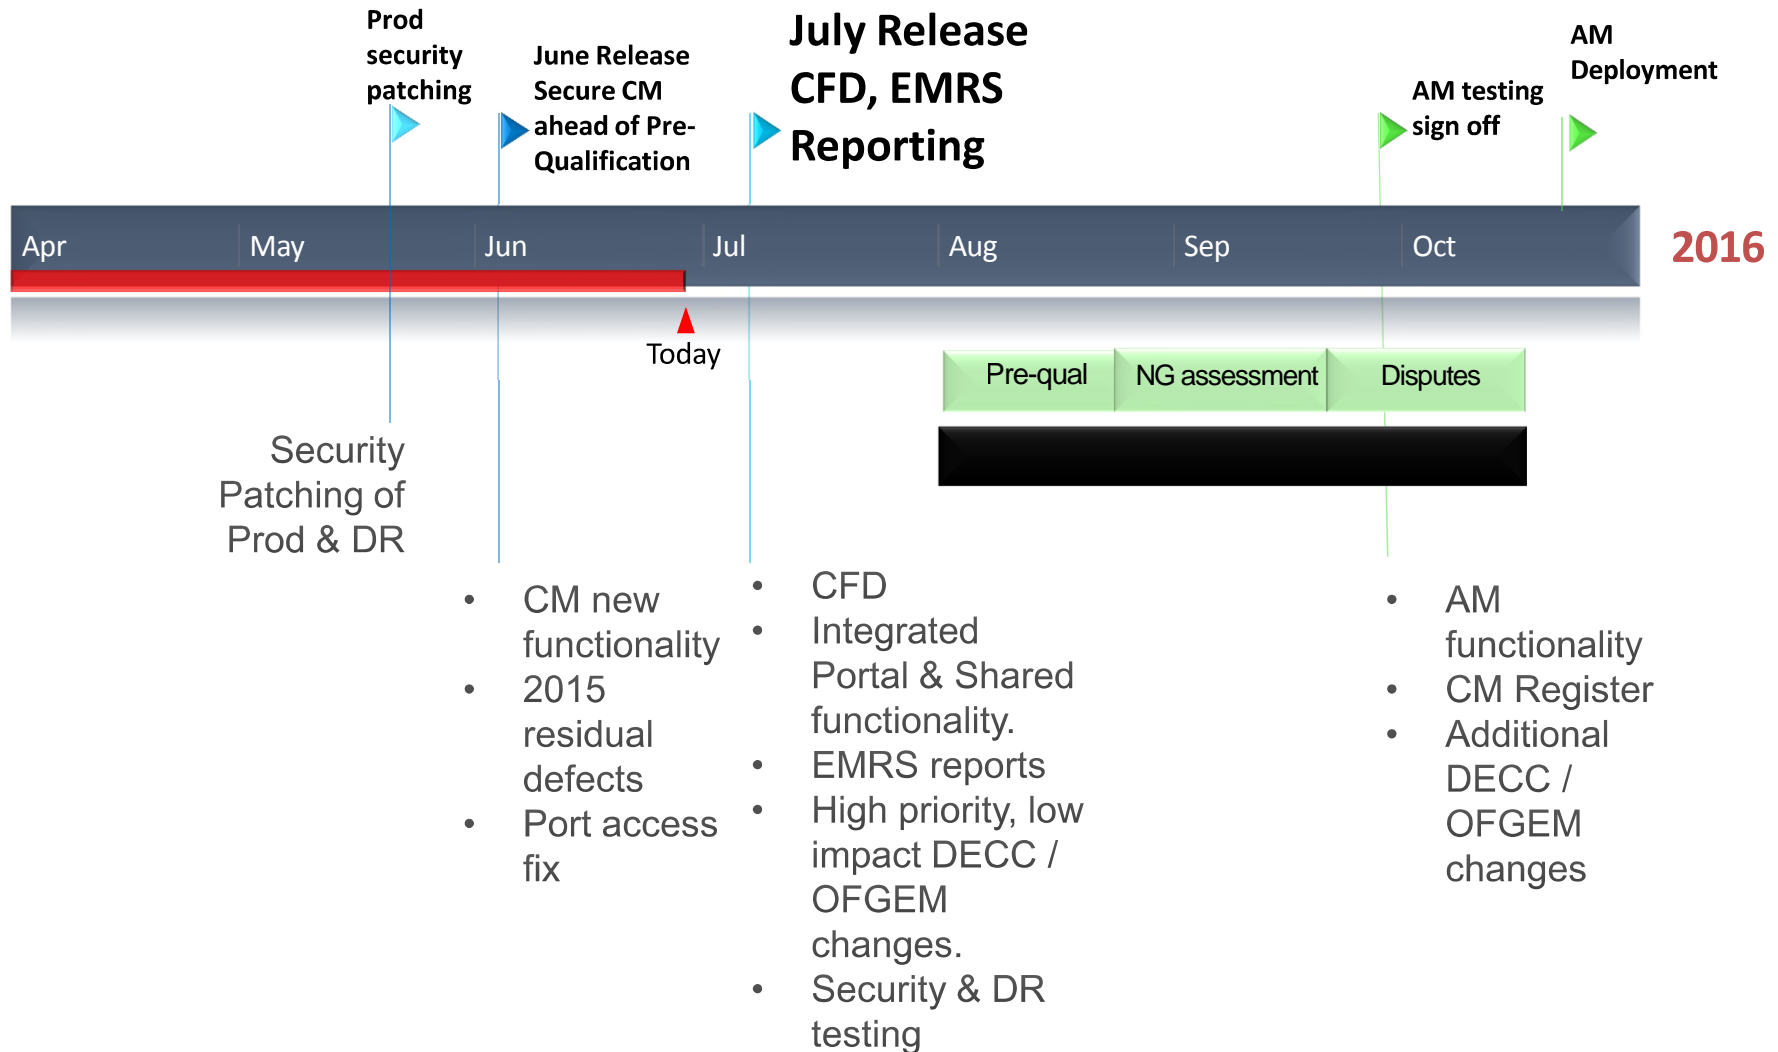 Prod
security
patching
June Release
Secure CM
ahead of Pre-
Qualification
July Release
CFD, EMRS
Reporting
AM testing
sign off
AM
Deployment
Apr
May
Jun
Jul
Aug
Sep
Oct
2016
Today
Pre-qual
NG assessment
Disputes
Security
Patching of
Prod & DR
• CM new
functionality
• 2015
residual
defects
• Port access
fix
• CFD
• Integrated
Portal & Shared
functionality.
• EMRS reports
• High priority, low
impact DECC /
OFGEM
changes.
• Security & DR
testing
• AM
functionality
• CM Register
• Additional
DECC /
OFGEM
changes